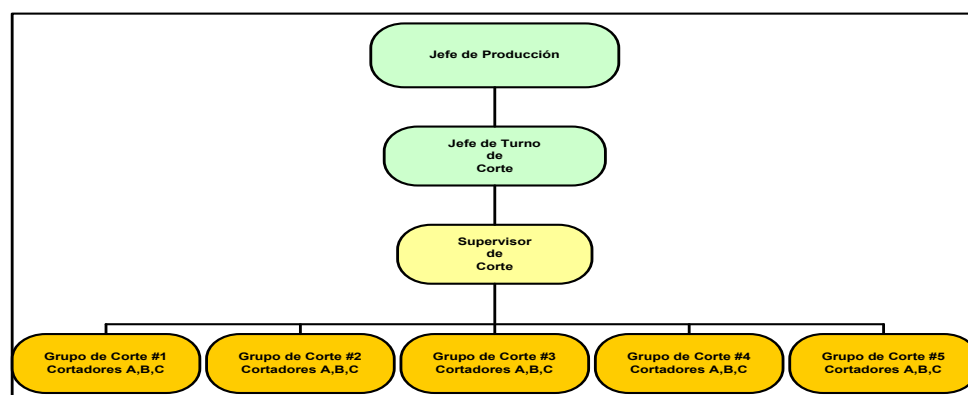 Jefe de Producción
Jefe de Turno
de
Corte
Supervisor
de
Corte
Grupo de Corte #1
Cortadores A,B,C
Grupo de Corte #2
Cortadores A,B,C
Grupo de Corte #3
Cortadores A,B,C
Grupo de Corte #4
Cortadores A,B,C
Grupo de Corte #5
Cortadores A,B,C